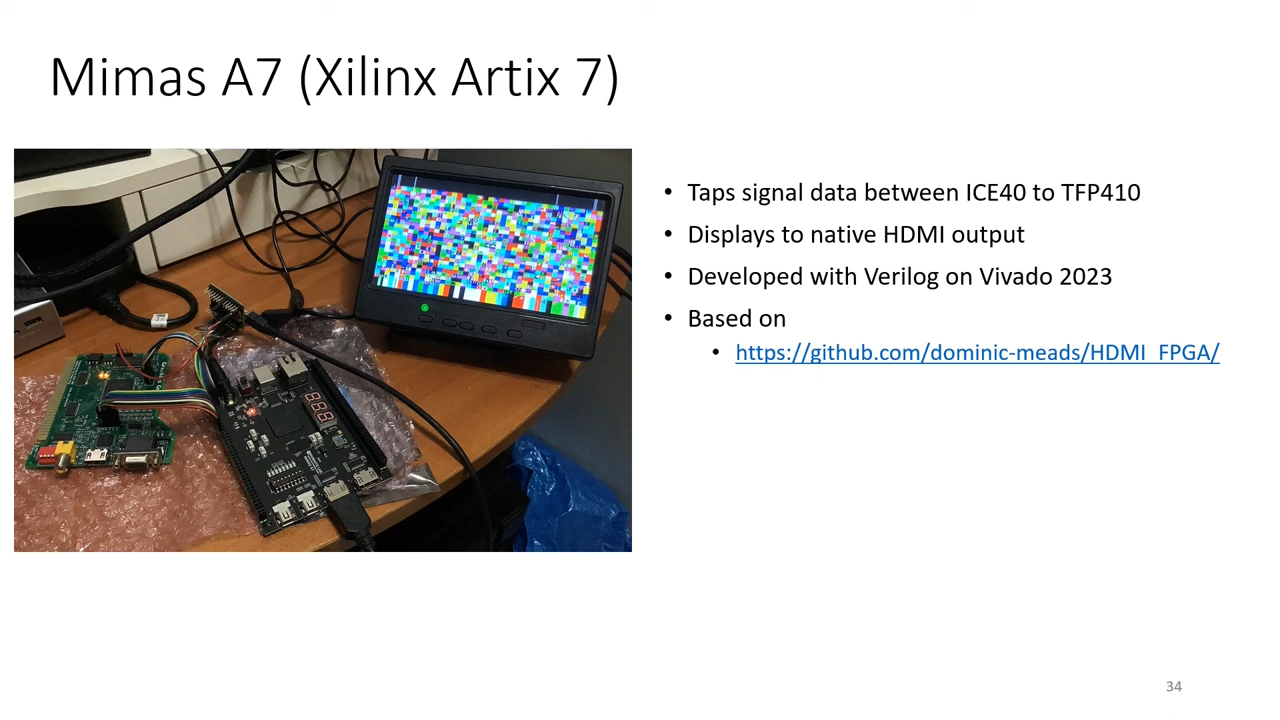 Mimas A7 (Xilinx Artix 7)
• Taps signal data between ICE40 to TFP410
• Displays to native HDMI output
• Developed with Verilog on Vivado 2023
• Based on
• https://github.com/dominic-meads/HDMI_FPGA/
34